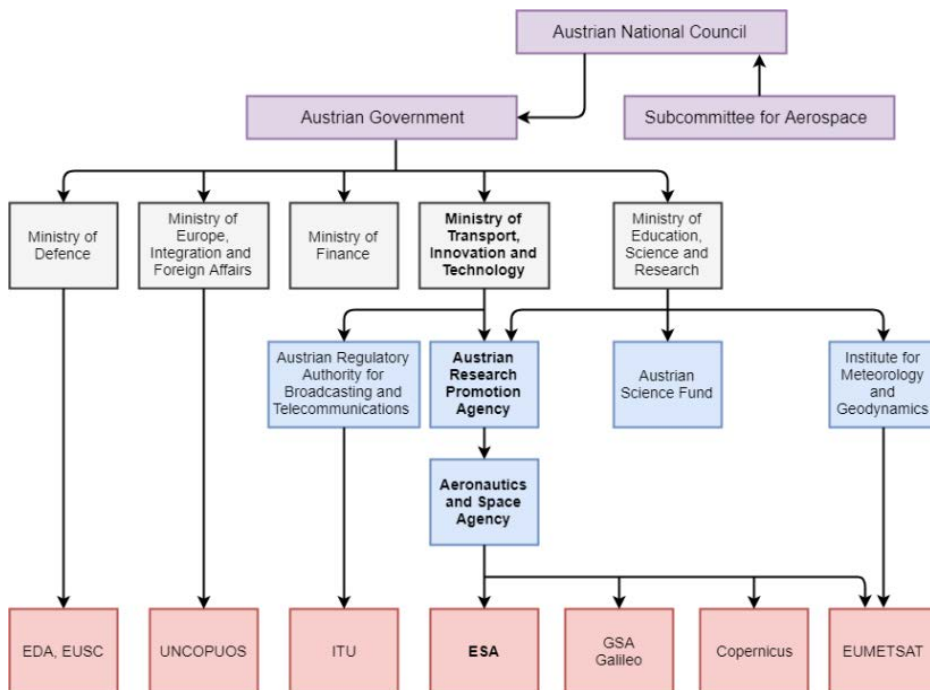 Austrian National Council
Austrian Government
Subcommittee for Aerospace
Ministry of
Defence
Ministry of
Europe,
Integration and
Foreign Affairs
Ministry of
Finance
Ministry of
Transport,
Innovation and
Technology
Ministry of
Education,
Science and
Research
Austrian Regulatory
Authority for
Broadcasting and
Telecommunications
Austrian
Research
Promotion
Agency
Austrian
Science Fund
Institute for
Meteorology
and
Geodynamics
Aeronautics
and Space
Agency
EDA, EUSC
UNCOPUOS
ITU
ESA
GSA
Galileo
Copernicus
EUMETSAT